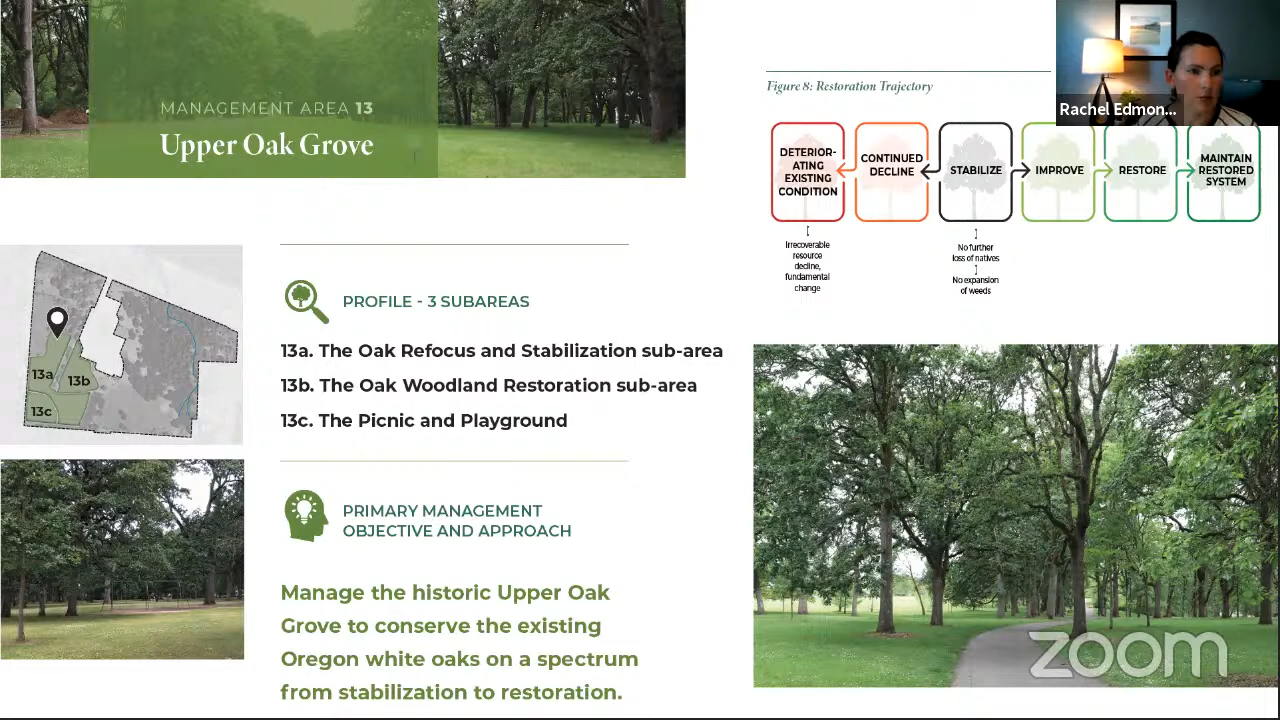 MANAGEMENT AREA 13
Upper Oak Grove
Figure 8: Restoration Trajectory
Rachel Edmon...
DETERIOR-
ATING
EXISTING
CONDITION
CONTINUED
DECLINE
STABILIZE
IMPROVE
RESTORE
MAINTAIN
RESTORED
SYSTEM
Irrecoverable
resource
decline,
fundamental
change
No further
loss of natives
No expansion
of weeds
13a
13b
13c
PROFILE - 3 SUBAREAS
13a. The Oak Refocus and Stabilization sub-area
13b. The Oak Woodland Restoration sub-area
13c. The Picnic and Playground
PRIMARY MANAGEMENT
OBJECTIVE AND APPROACH
Manage the historic Upper Oak
Grove to conserve the existing
Oregon white oaks on a spectrum
from stabilization to restoration.
zoom